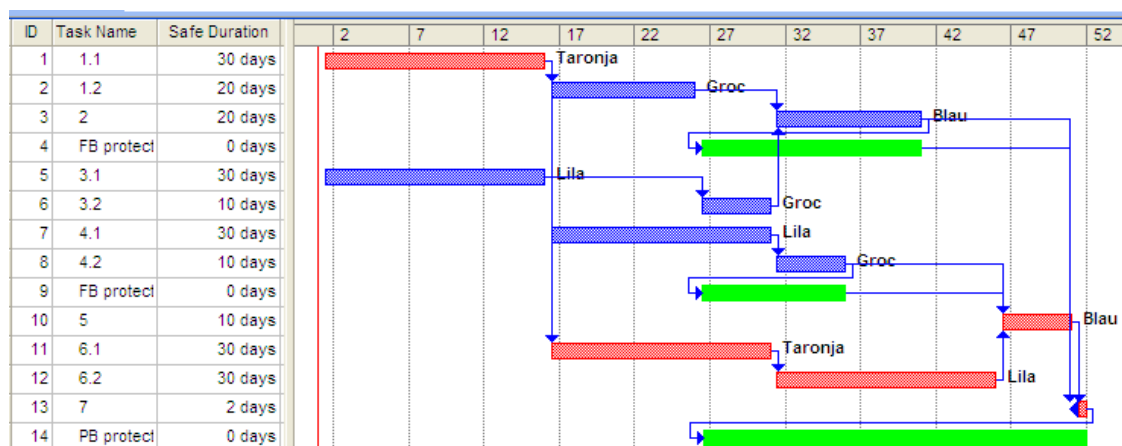 ID Task Name Safe Duration 2 7 12 17 22 27 32 37 42 47 52
1 1.1 30 days Taronja
2 1.2 20 days Groc
3 2 20 days Blau
4 FB protect 0 days
5 3.1 30 days Lila
6 3.2 10 days Groc
7 4.1 30 days Lila
8 4.2 10 days Groc
9 FB protect 0 days
10 5 10 days Blau
11 6.1 30 days Taronja
12 6.2 30 days Lila
13 7 2 days
14 PB protect 0 days